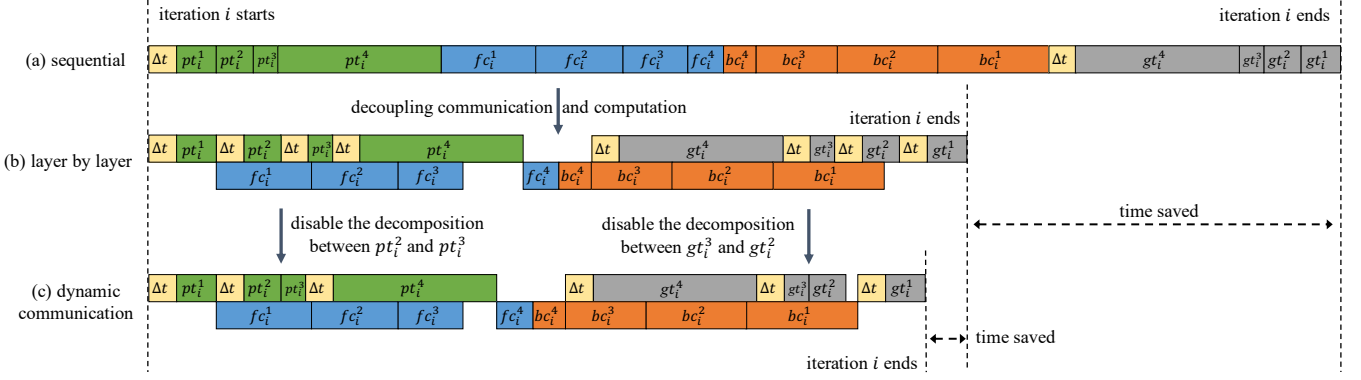 iteration i starts
iteration i ends
(a) sequential
Δt pt_i^1 pt_i^2 pt_i^3 pt_i^4 fc_i^1 fc_i^2 fc_i^3 fc_i^4 bc_i^4 bc_i^3 bc_i^2 bc_i^1 Δt gt_i^4 gt_i^3 gt_i^2 gt_i^1
decoupling communication and computation
iteration i ends
(b) layer by layer
Δt pt_i^1 Δt pt_i^2 Δt pt_i^3 Δt pt_i^4 Δt gt_i^4 Δt gt_i^3 Δt gt_i^2 Δt gt_i^1
fc_i^1 fc_i^2 fc_i^3 fc_i^4 bc_i^4 bc_i^3 bc_i^2 bc_i^1
disable the decomposition
between pt_i^2 and pt_i^3
disable the decomposition
between gt_i^3 and gt_i^2
time saved
(c) dynamic
communication
Δt pt_i^1 Δt pt_i^2 pt_i^3 Δt pt_i^4 Δt gt_i^4 Δt gt_i^3 gt_i^2 Δt gt_i^1
fc_i^1 fc_i^2 fc_i^3 fc_i^4 bc_i^4 bc_i^3 bc_i^2 bc_i^1
time saved
iteration i ends